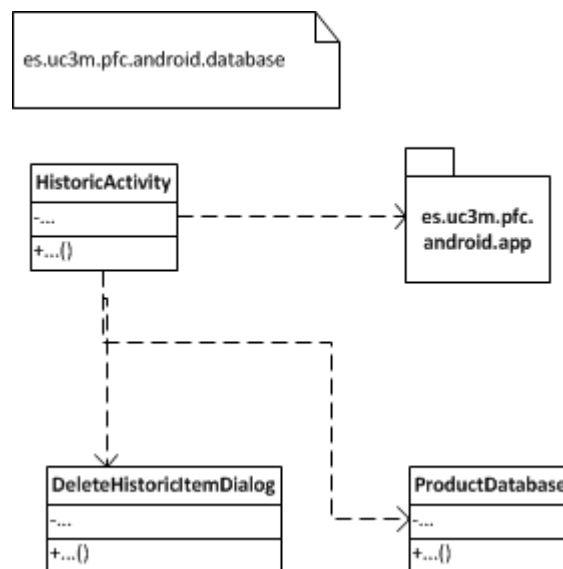 es.uc3m.pfc.android.database
HistoricActivity
-...
+...()
es.uc3m.pfc.
android.app
DeleteHistoricItemDialog
-...
+...()
ProductDatabase
-...
+...()